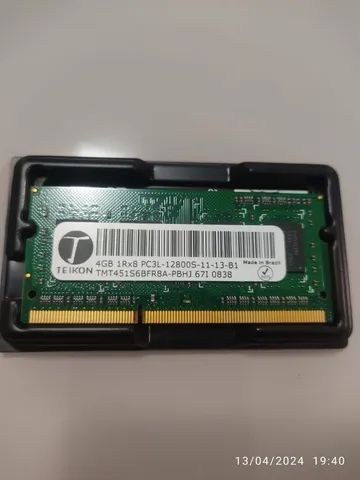 TEIKON
4GB 1Rx8 PC3L-12800S-11-13-B1
Made in Brazil
TMT451S6BFR8A-PBHJ 671 0838
13/04/2024 19:40